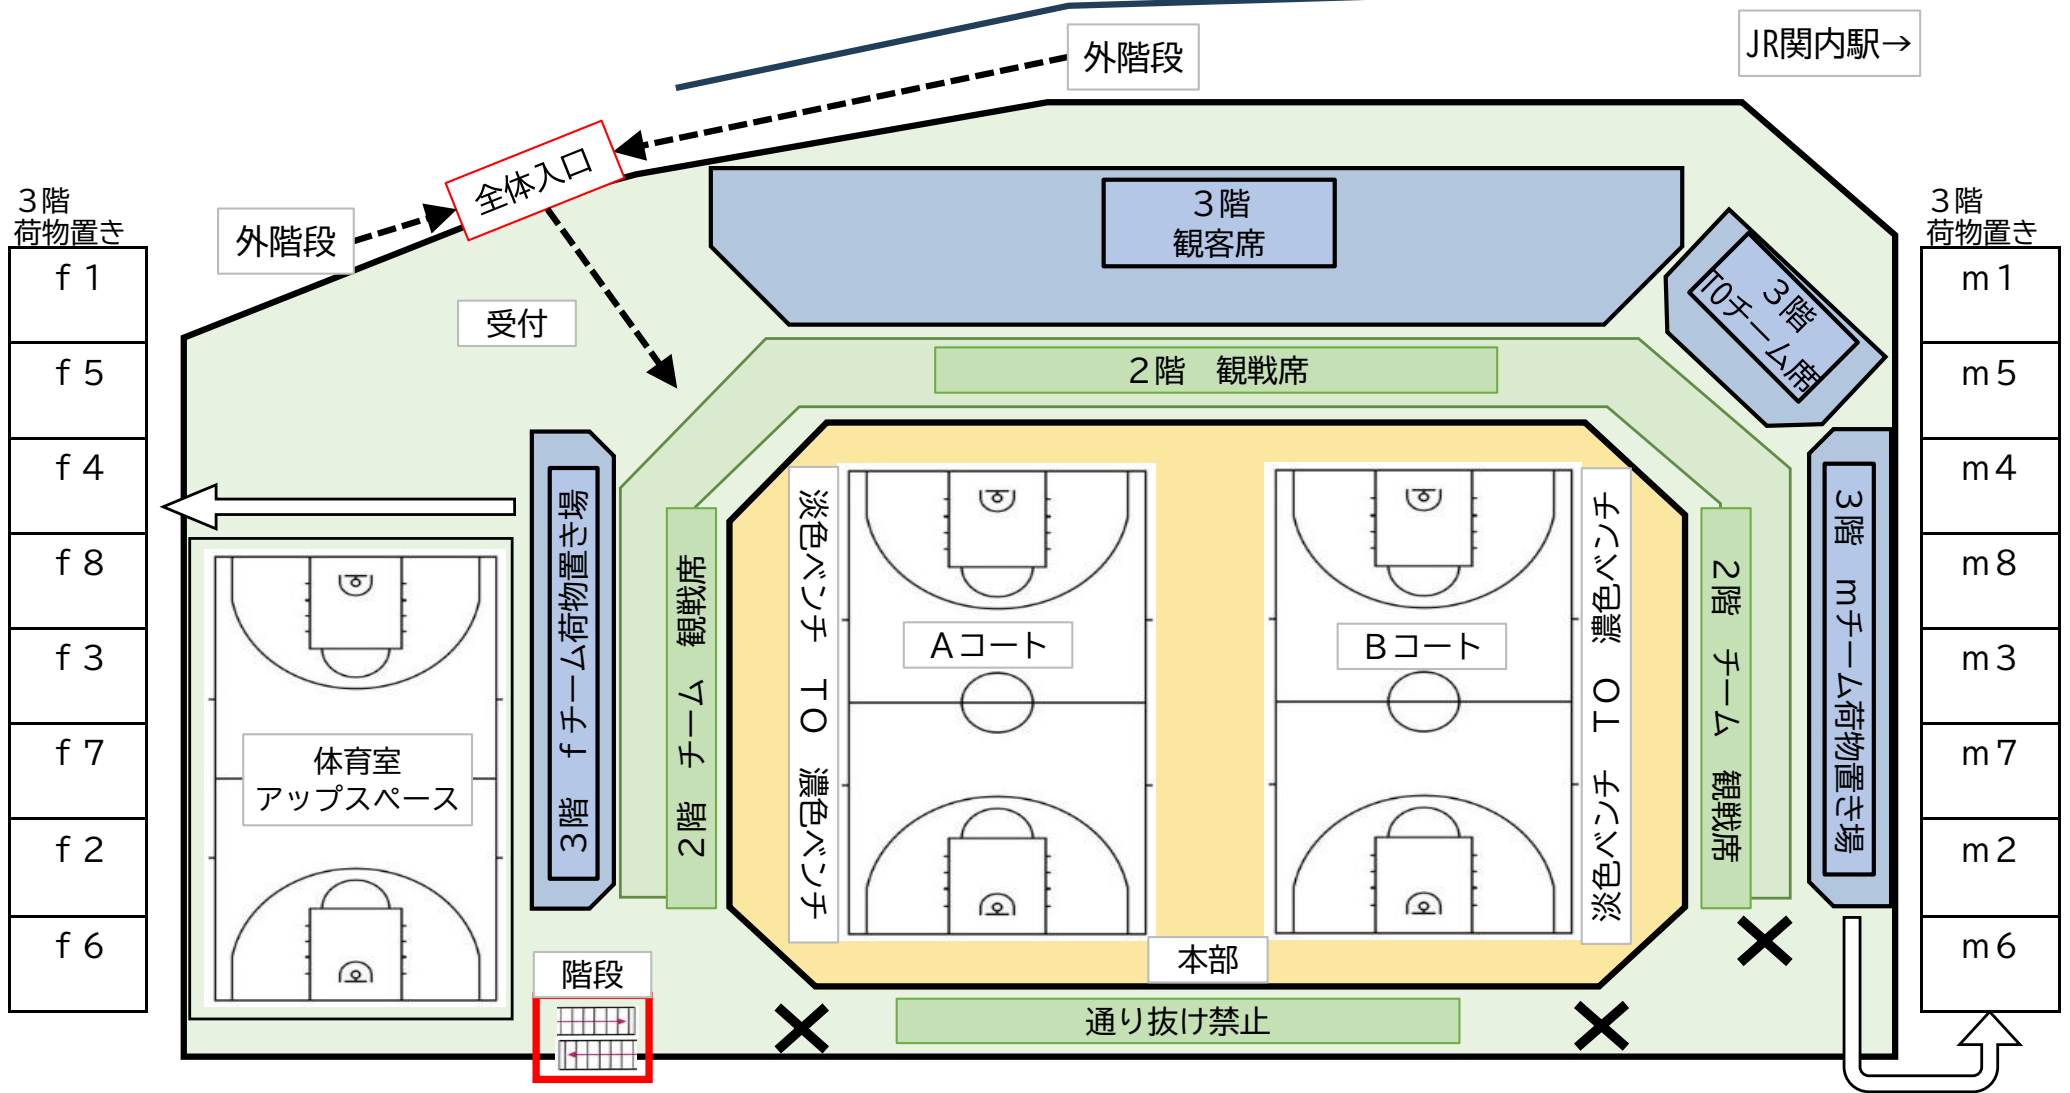 外階段
JR関内駅→
全体入口
外階段
受付
３階
観客席
３階
TOチーム席
２階　観戦席
３階
荷物置き
ｆ１
ｆ５
ｆ４
ｆ８
ｆ３
ｆ７
ｆ２
ｆ６
体育室
アップスペース
３階　ｆチーム荷物置き場
２階　チーム　観戦席
淡色ベンチ　ＴＯ　濃色ベンチ
Ａコート
Ｂコート
淡色ベンチ　ＴＯ　濃色ベンチ
２階　チーム　観戦席
３階　ｍチーム荷物置き場
３階
荷物置き
ｍ１
ｍ５
ｍ４
ｍ８
ｍ３
ｍ７
ｍ２
ｍ６
本部
階段
通り抜け禁止